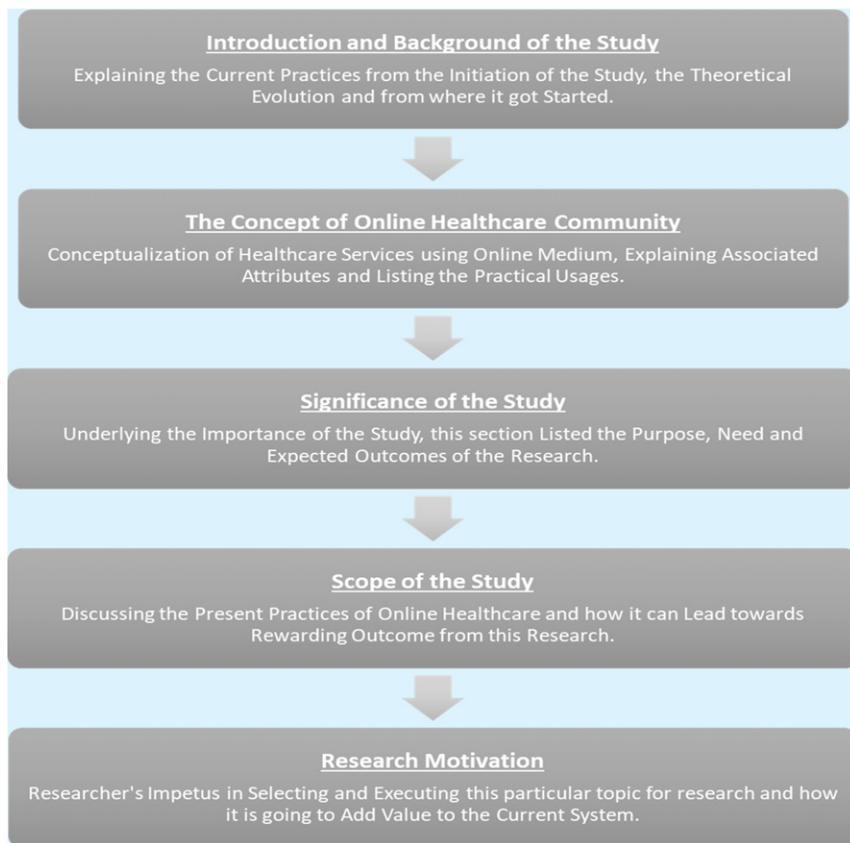 Introduction and Background of the Study
Explaining the Current Practices from the Initiation of the Study, the Theoretical
Evolution and from where it got Started.
The Concept of Online Healthcare Community
Conceptualization of Healthcare Services using Online Medium, Explaining Associated
Attributes and Listing the Practical Usages.
Significance of the Study
Underlying the Importance of the Study, this section Listed the Purpose, Need and
Expected Outcomes of the Research.
Scope of the Study
Discussing the Present Practices of Online Healthcare and how it can Lead towards
Rewarding Outcome from this Research.
Research Motivation
Researcher's Impetus in Selecting and Executing this particular topic for research and how
it is going to Add Value to the Current System.